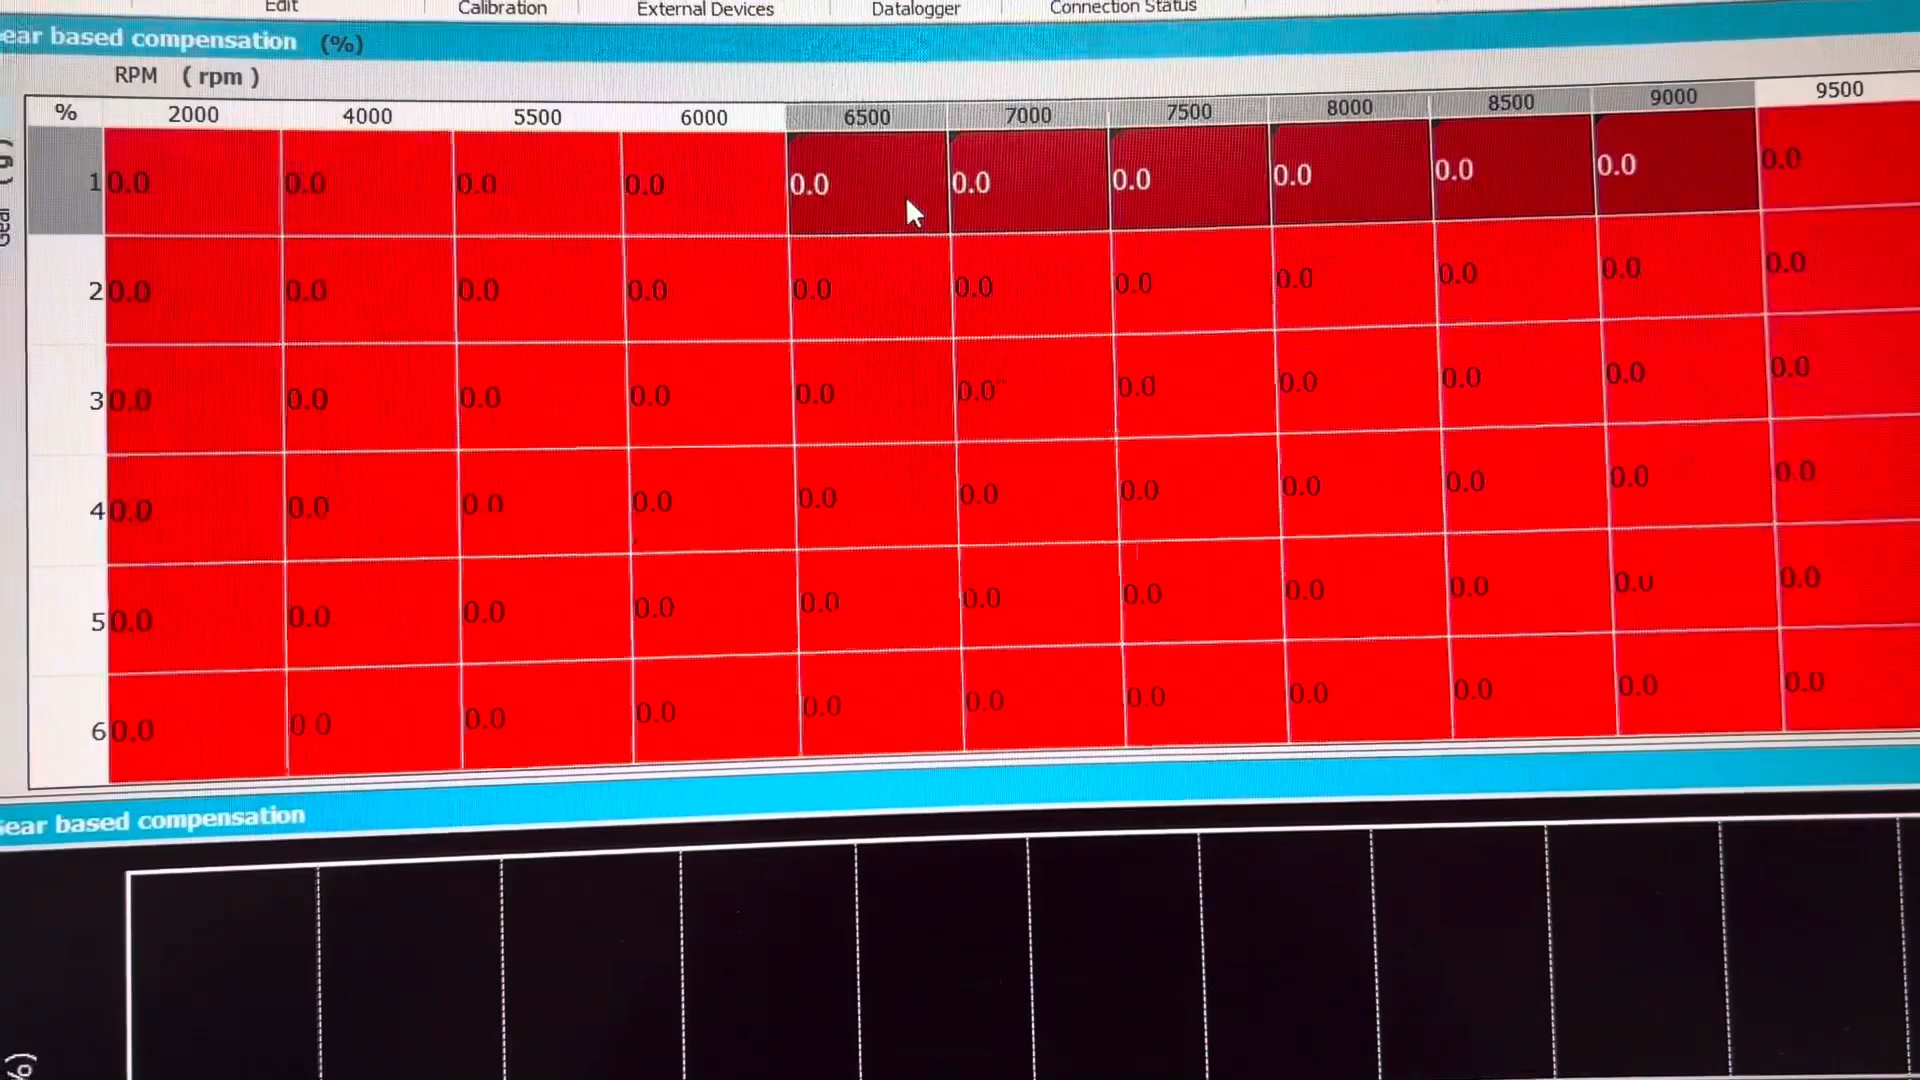 Edit Calibration External Devices Datalogger Connection Status
ear based compensation (%)
RPM ( rpm )
% 2000 4000 5500 6000 6500 7000 7500 8000 8500 9000 9500
Gear (g)
1 0.0 0.0 0.0 0.0 0.0 0.0 0.0 0.0 0.0 0.0 0.0
2 0.0 0.0 0.0 0.0 0.0 0.0 0.0 0.0 0.0 0.0 0.0
3 0.0 0.0 0.0 0.0 0.0 0.0 0.0 0.0 0.0 0.0 0.0
4 0.0 0.0 0.0 0.0 0.0 0.0 0.0 0.0 0.0 0.0 0.0
5 0.0 0.0 0.0 0.0 0.0 0.0 0.0 0.0 0.0 0.0 0.0
6 0.0 0.0 0.0 0.0 0.0 0.0 0.0 0.0 0.0 0.0 0.0
Gear based compensation
%)